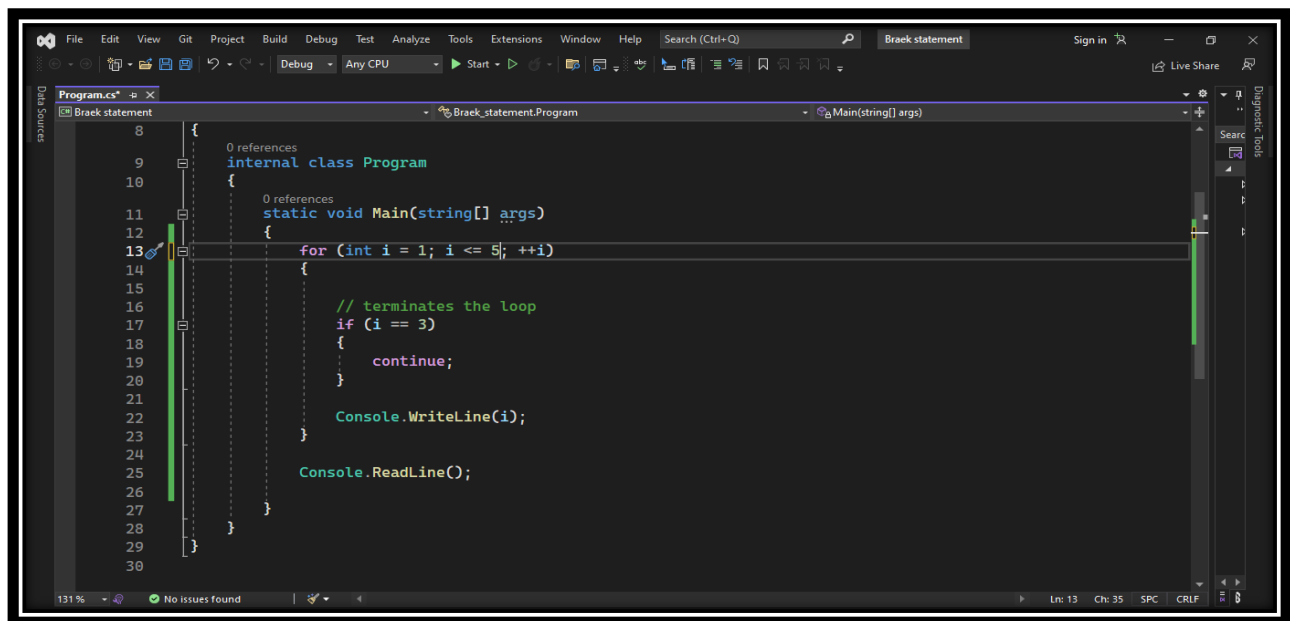 File Edit View Git Project Build Debug Test Analyze Tools Extensions Window Help Search (Ctrl+Q) Braek statement Sign in
Debug Any CPU Start Live Share
Program.cs*
Braek statement Braek_statement.Program Main(string[] args)
Data Sources
Diagnostic Tools
Searc
8 {
0 references
9 internal class Program
10 {
0 references
11 static void Main(string[] args)
12 {
13 for (int i = 1; i <= 5; ++i)
14 {
15
16 // terminates the loop
17 if (i == 3)
18 {
19 continue;
20 }
21
22 Console.WriteLine(i);
23 }
24
25 Console.ReadLine();
26
27 }
28 }
29 }
30
131 % No issues found Ln: 13 Ch: 35 SPC CRLF